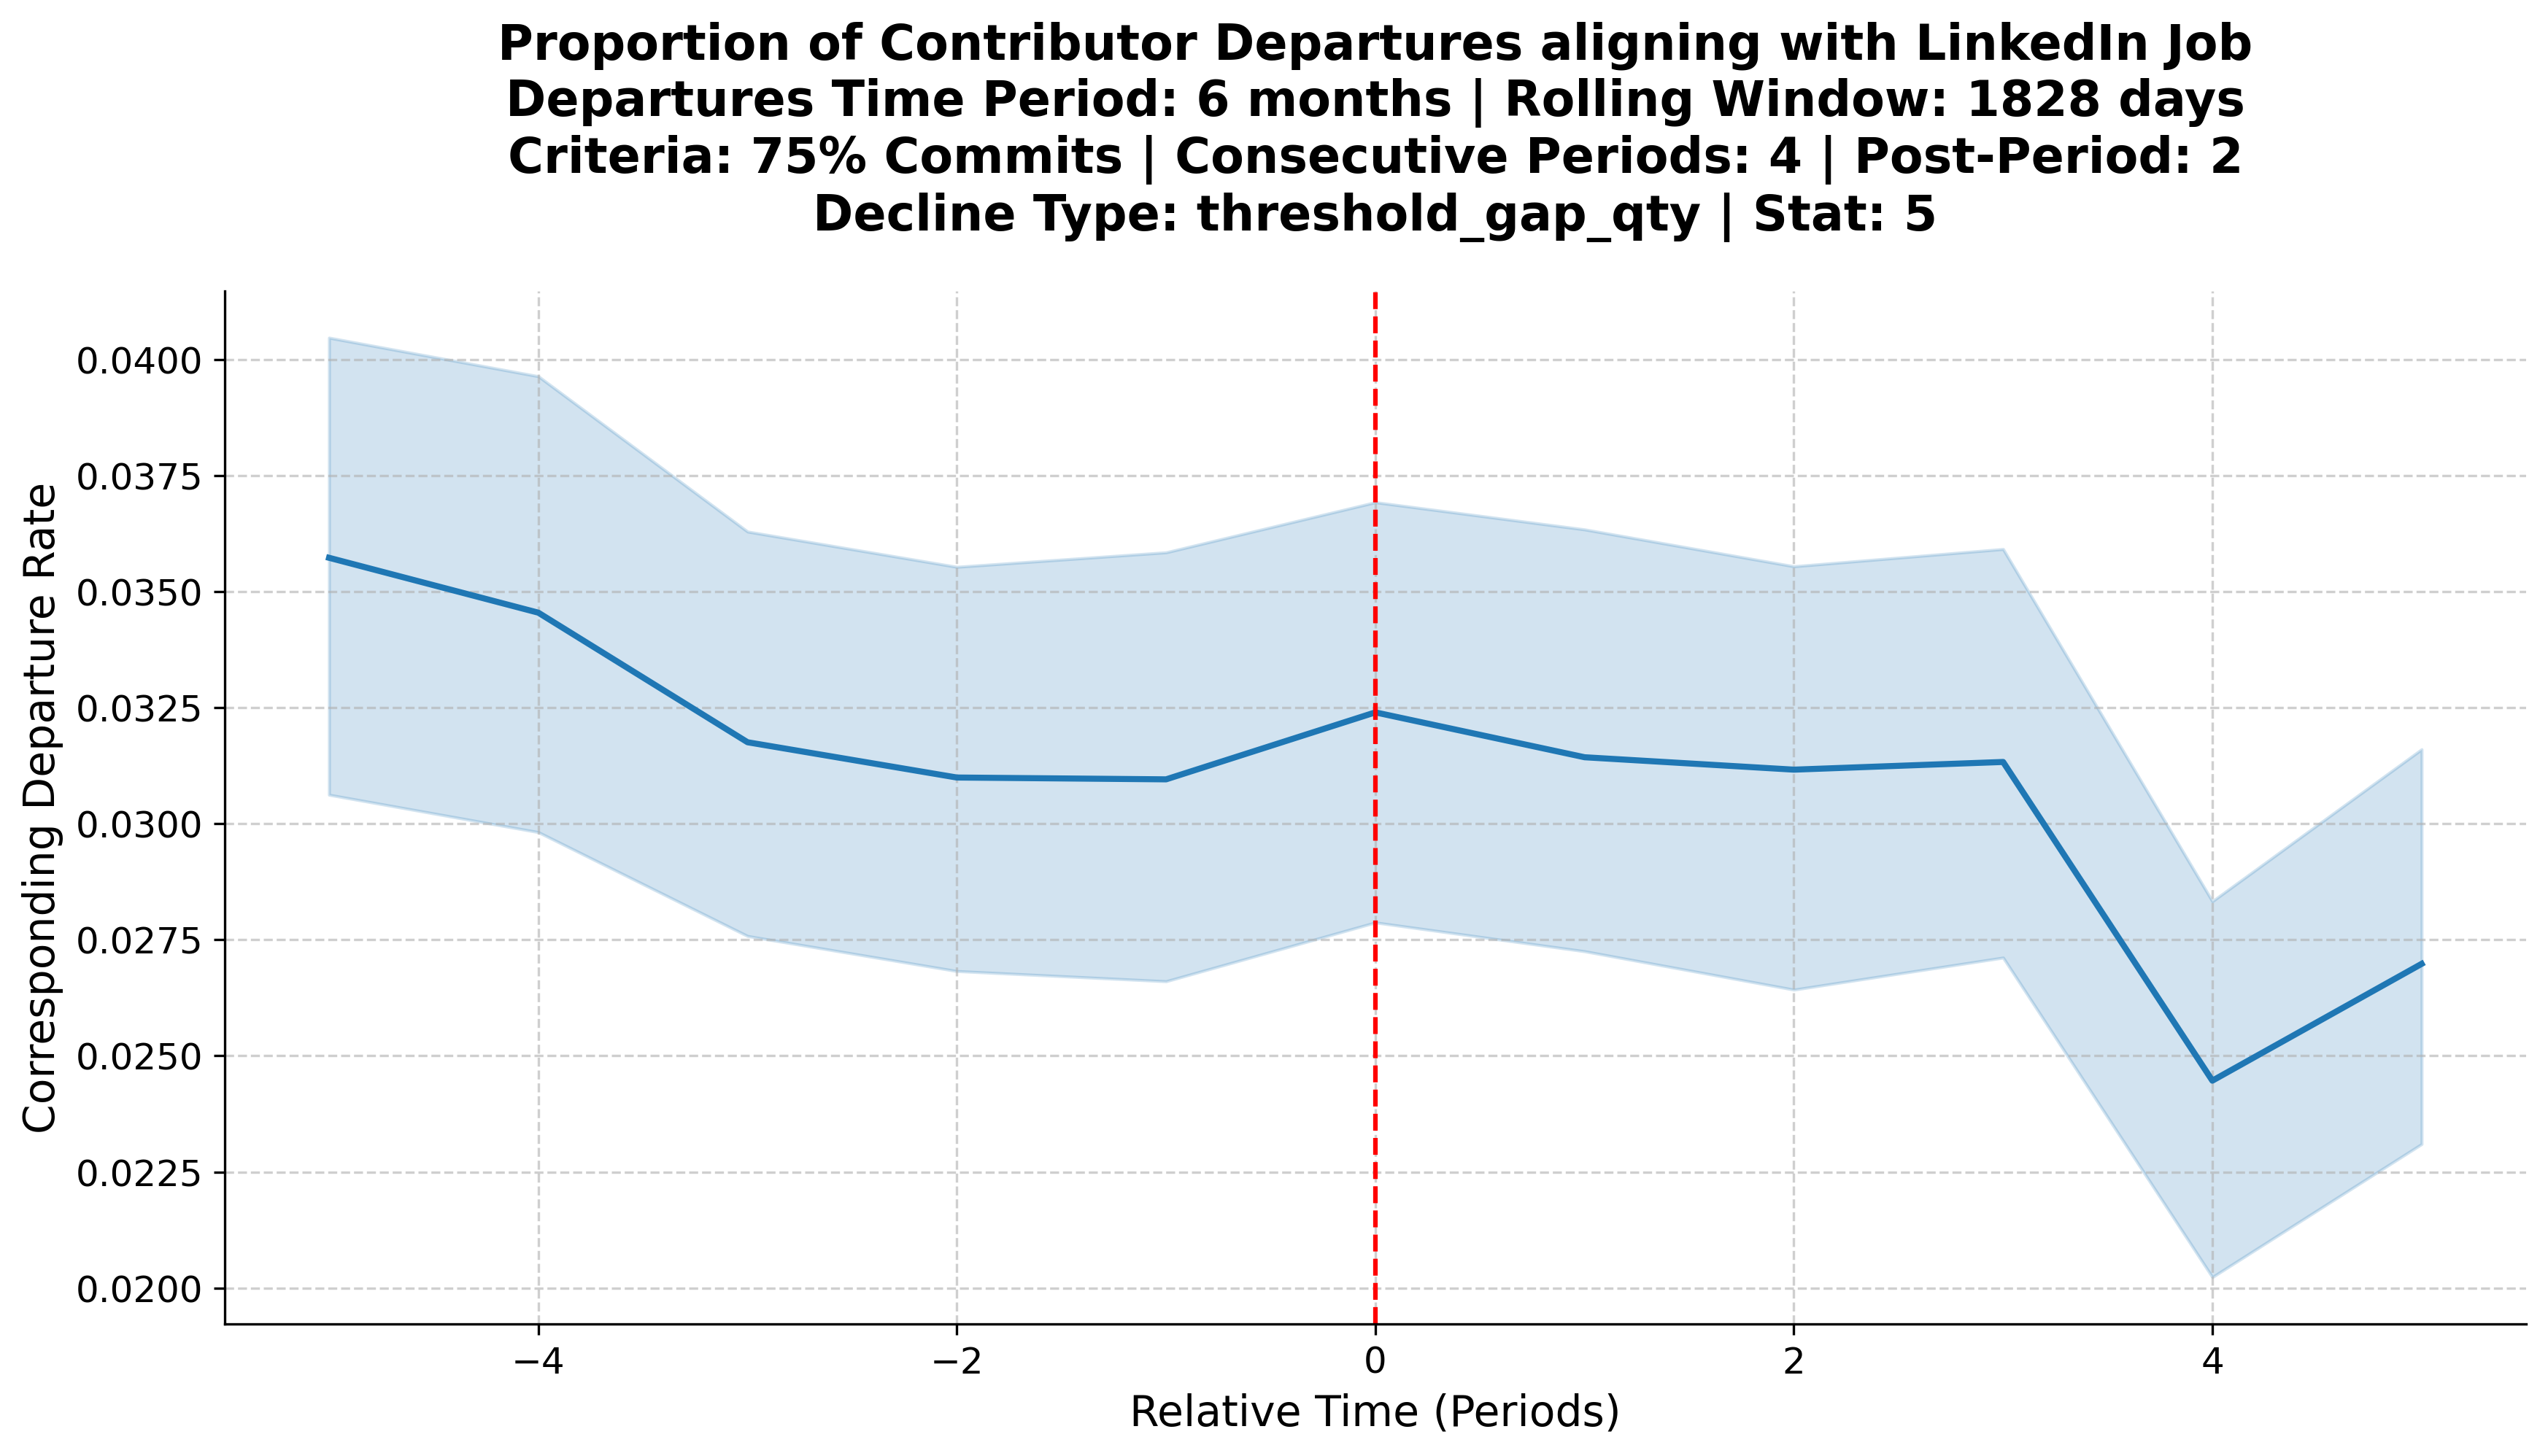 Proportion of Contributor Departures aligning with LinkedIn Job
Departures Time Period: 6 months | Rolling Window: 1828 days
Criteria: 75% Commits | Consecutive Periods: 4 | Post-Period: 2
Decline Type: threshold_gap_qty | Stat: 5
Corresponding Departure Rate
0.0400
0.0375
0.0350
0.0325
0.0300
0.0275
0.0250
0.0225
0.0200
−4
−2
0
2
4
Relative Time (Periods)